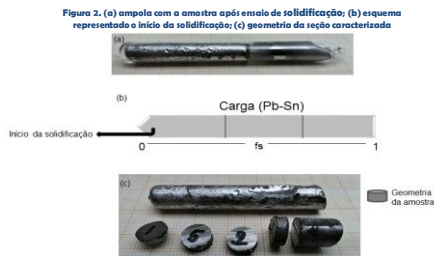 Figura 2. (a) ampola com a amostra após ensaio de solidificação; (b) esquema
representado o início da solidificação; (c) geometria da seção caracterizada
(a)
(b)
Carga (Pb-Sn)
Início da solidificação
0 fs 1
(c)
Geometria
da amostra